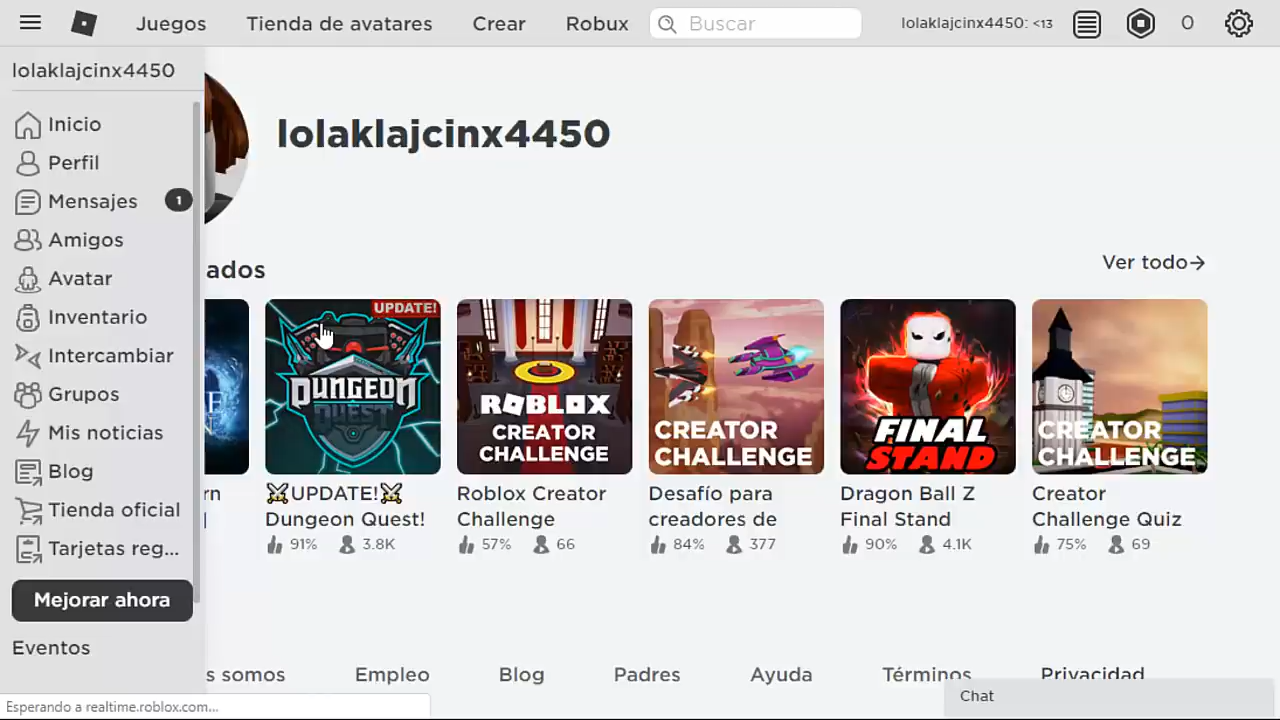 Juegos Tienda de avatares Crear Robux Buscar lolaklajcinx4450: <13 0
lolaklajcinx4450
Inicio
Perfil
Mensajes 1
Amigos
Avatar
Inventario
Intercambiar
Grupos
Mis noticias
Blog
Tienda oficial
Tarjetas reg...
Mejorar ahora
Eventos
lolaklajcinx4450
ados
Ver todo→
UPDATE!
DUNGEON
QUEST
ROBLOX
CREATOR
CHALLENGE
CREATOR
CHALLENGE
FINAL
STAND
CREATOR
CHALLENGE
rn
]
⚔️UPDATE!⚔️
Dungeon Quest!
91% 3.8K
Roblox Creator
Challenge
57% 66
Desafío para
creadores de
84% 377
Dragon Ball Z
Final Stand
90% 4.1K
Creator
Challenge Quiz
75% 69
s somos Empleo Blog Padres Ayuda Términos Privacidad
Chat
Esperando a realtime.roblox.com...